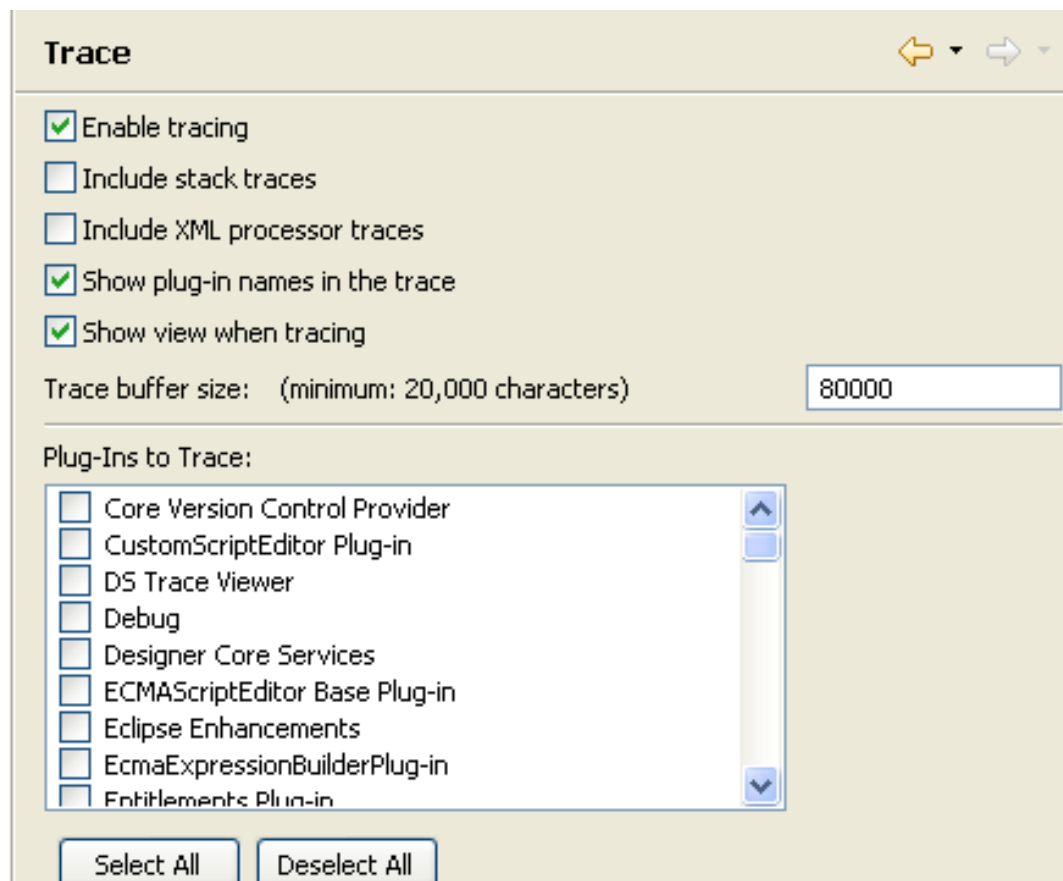 Trace
Enable tracing
Include stack traces
Include XML processor traces
Show plug-in names in the trace
Show view when tracing
Trace buffer size: (minimum: 20,000 characters) 80000
Plug-Ins to Trace:
Core Version Control Provider
CustomScriptEditor Plug-in
DS Trace Viewer
Debug
Designer Core Services
ECMAScriptEditor Base Plug-in
Eclipse Enhancements
EcmaExpressionBuilderPlug-in
Entitlements Plug-in
Select All Deselect All